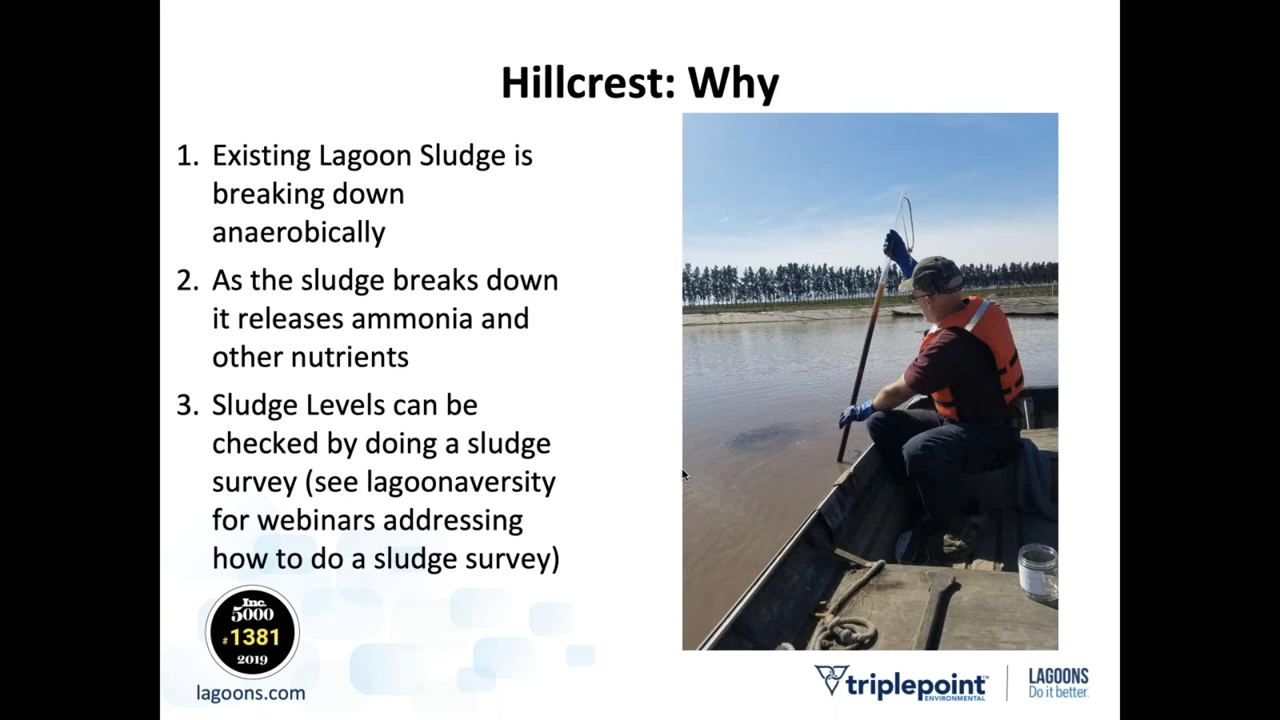 Hillcrest: Why
1. Existing Lagoon Sludge is
breaking down
anaerobically
2. As the sludge breaks down
it releases ammonia and
other nutrients
3. Sludge Levels can be
checked by doing a sludge
survey (see lagoonaversity
for webinars addressing
how to do a sludge survey)
Inc.
5000
#1381
2019
lagoons.com
triplepoint
ENVIRONMENTAL
LAGOONS
Do it better.